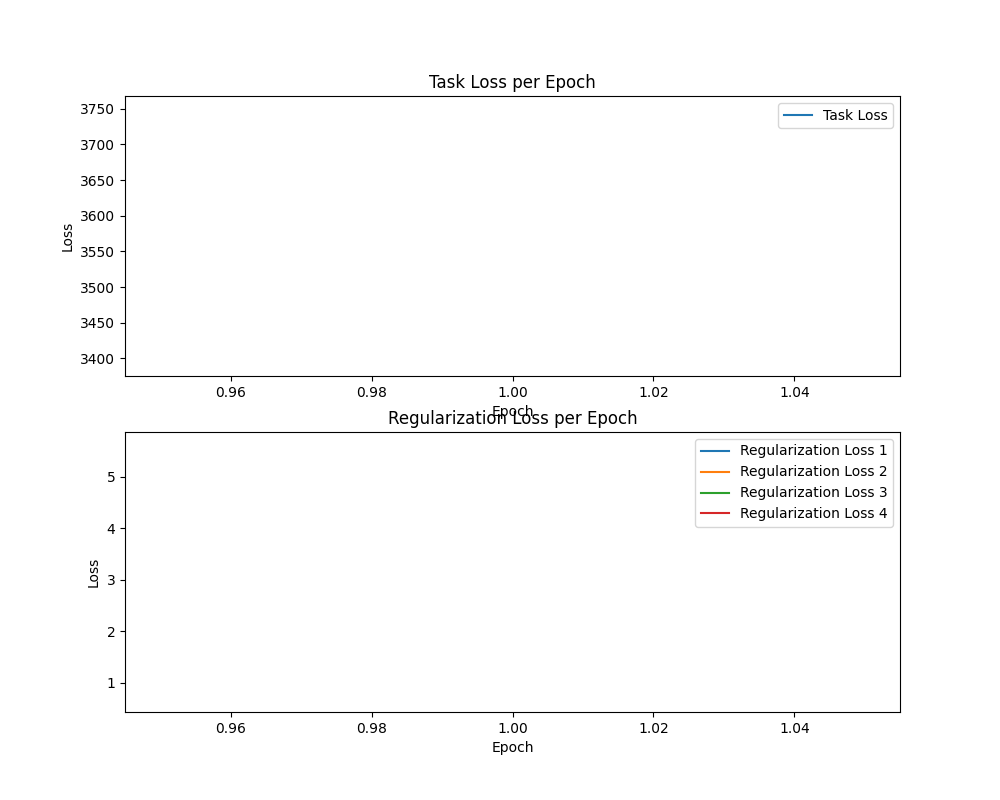 Task Loss per Epoch
Task Loss
3750
3700
3650
3600
3550
3500
3450
3400
Loss
0.96 0.98 1.00 1.02 1.04
Epoch
Regularization Loss per Epoch
Regularization Loss 1
Regularization Loss 2
Regularization Loss 3
Regularization Loss 4
5
4
3
2
1
Loss
0.96 0.98 1.00 1.02 1.04
Epoch